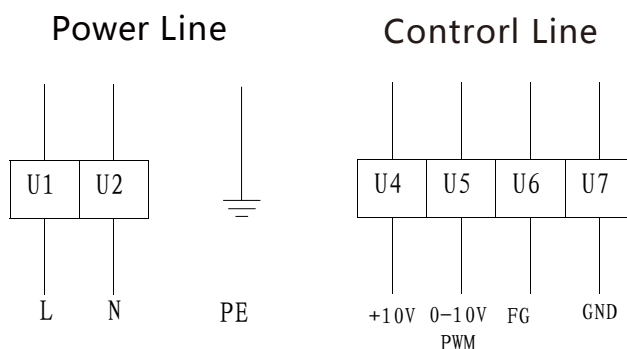 Power Line
Controrl Line
U1 U2
U4 U5 U6 U7
L N PE
+10V 0-10V FG GND
PWM